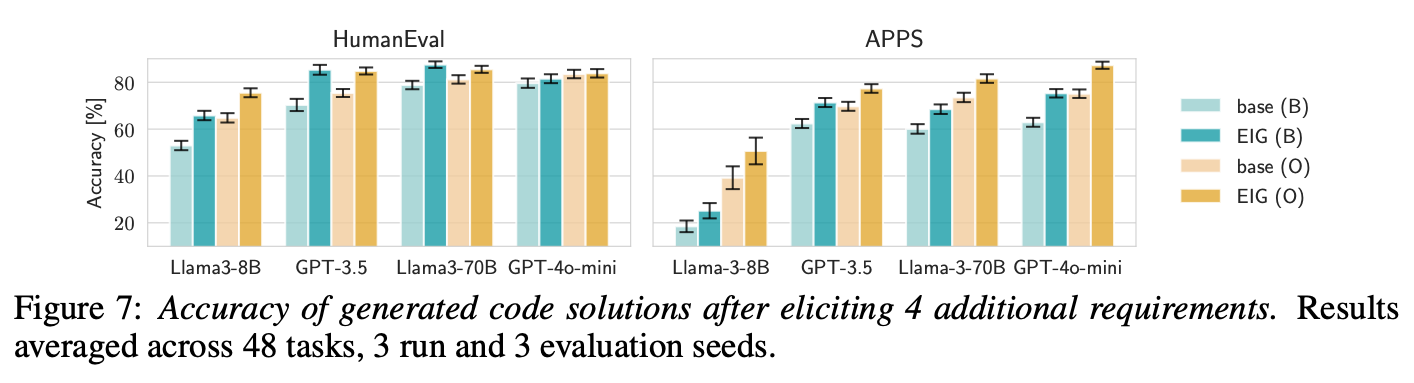 HumanEval
APPS
Accuracy [%]
80
60
40
20
Llama3-8B GPT-3.5 Llama3-70B GPT-4o-mini
Llama-3-8B GPT-3.5 Llama-3-70B GPT-4o-mini
base (B)
EIG (B)
base (O)
EIG (O)
Figure 7: Accuracy of generated code solutions after eliciting 4 additional requirements. Results
averaged across 48 tasks, 3 run and 3 evaluation seeds.